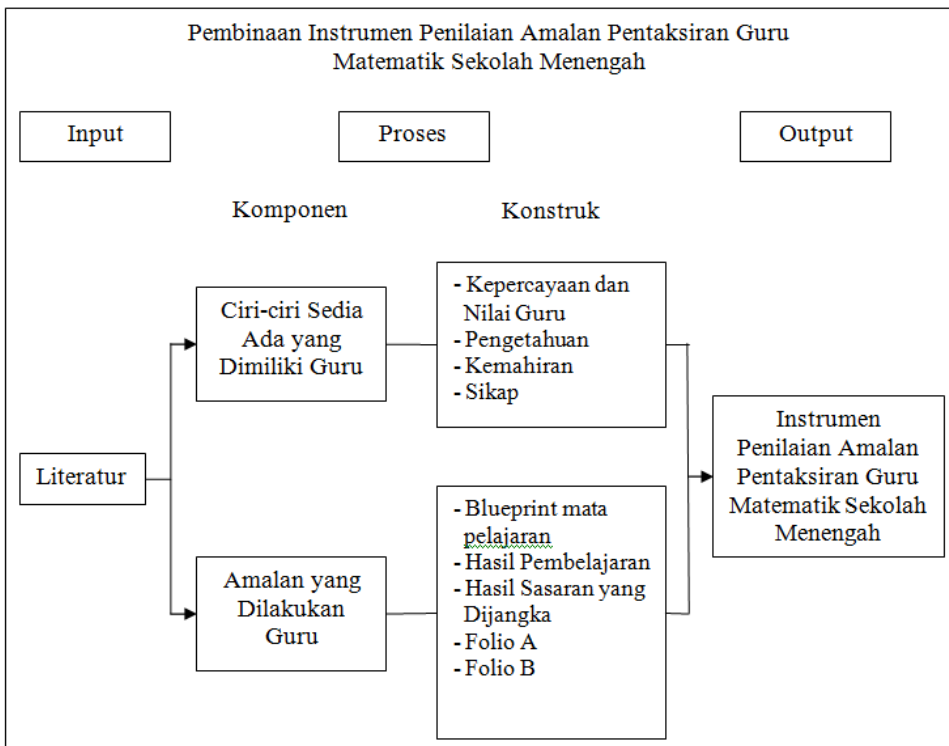 Pembinaan Instrumen Penilaian Amalan Pentaksiran Guru
Matematik Sekolah Menengah
Input
Proses
Output
Komponen
Konstruk
Ciri-ciri Sedia
Ada yang
Dimiliki Guru
- Kepercayaan dan
Nilai Guru
- Pengetahuan
- Kemahiran
- Sikap
Literatur
Amalan yang
Dilakukan
Guru
- Blueprint mata
pelajaran
- Hasil Pembelajaran
- Hasil Sasaran yang
Dijangka
- Folio A
- Folio B
Instrumen
Penilaian Amalan
Pentaksiran Guru
Matematik Sekolah
Menengah